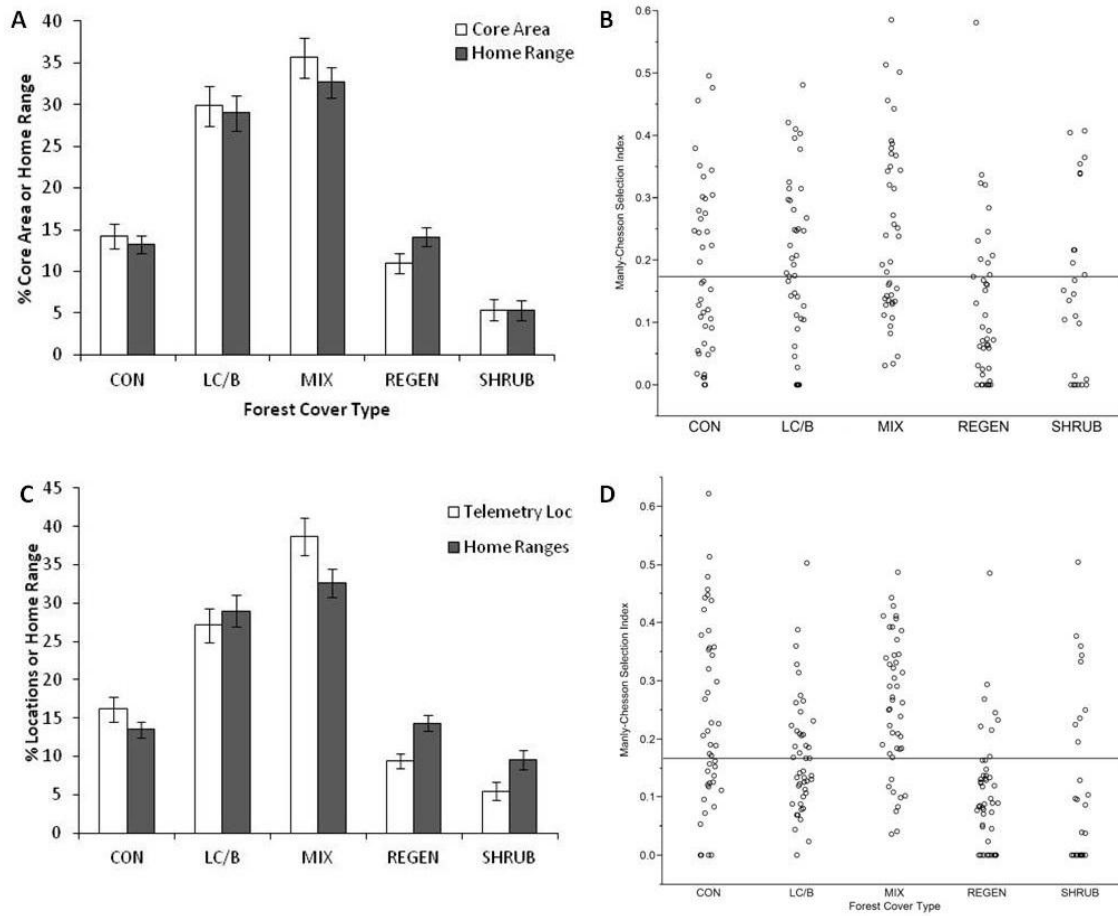 A
40
35
30
25
20
15
10
5
0
% Core Area or Home Range
Core Area
Home Range
CON LC/B MIX REGEN SHRUB
Forest Cover Type
B
0.6
0.5
0.4
0.3
0.2
0.1
0.0
Manly-Chesson Selection Index
CON LC/B MIX REGEN SHRUB
C
45
40
35
30
25
20
15
10
5
0
% Locations or Home Range
Telemetry Loc
Home Ranges
CON LC/B MIX REGEN SHRUB
D
0.6
0.5
0.4
0.3
0.2
0.1
0.0
Manly-Chesson Selection Index
CON LC/B MIX REGEN SHRUB
Forest Cover Type